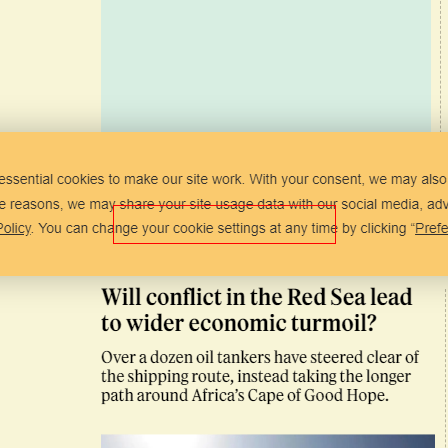 essential cookies to make our site work. With your consent, we may also
reasons, we may share your site usage data with our social media,
Policy. You can change your cookie settings at any time by clicking “
Will conflict in the Red Sea lead
to wider economic turmoil?
Over a dozen oil tankers have steered clear of
the shipping route, instead taking the longer
path around Africa’s Cape of Good Hope.